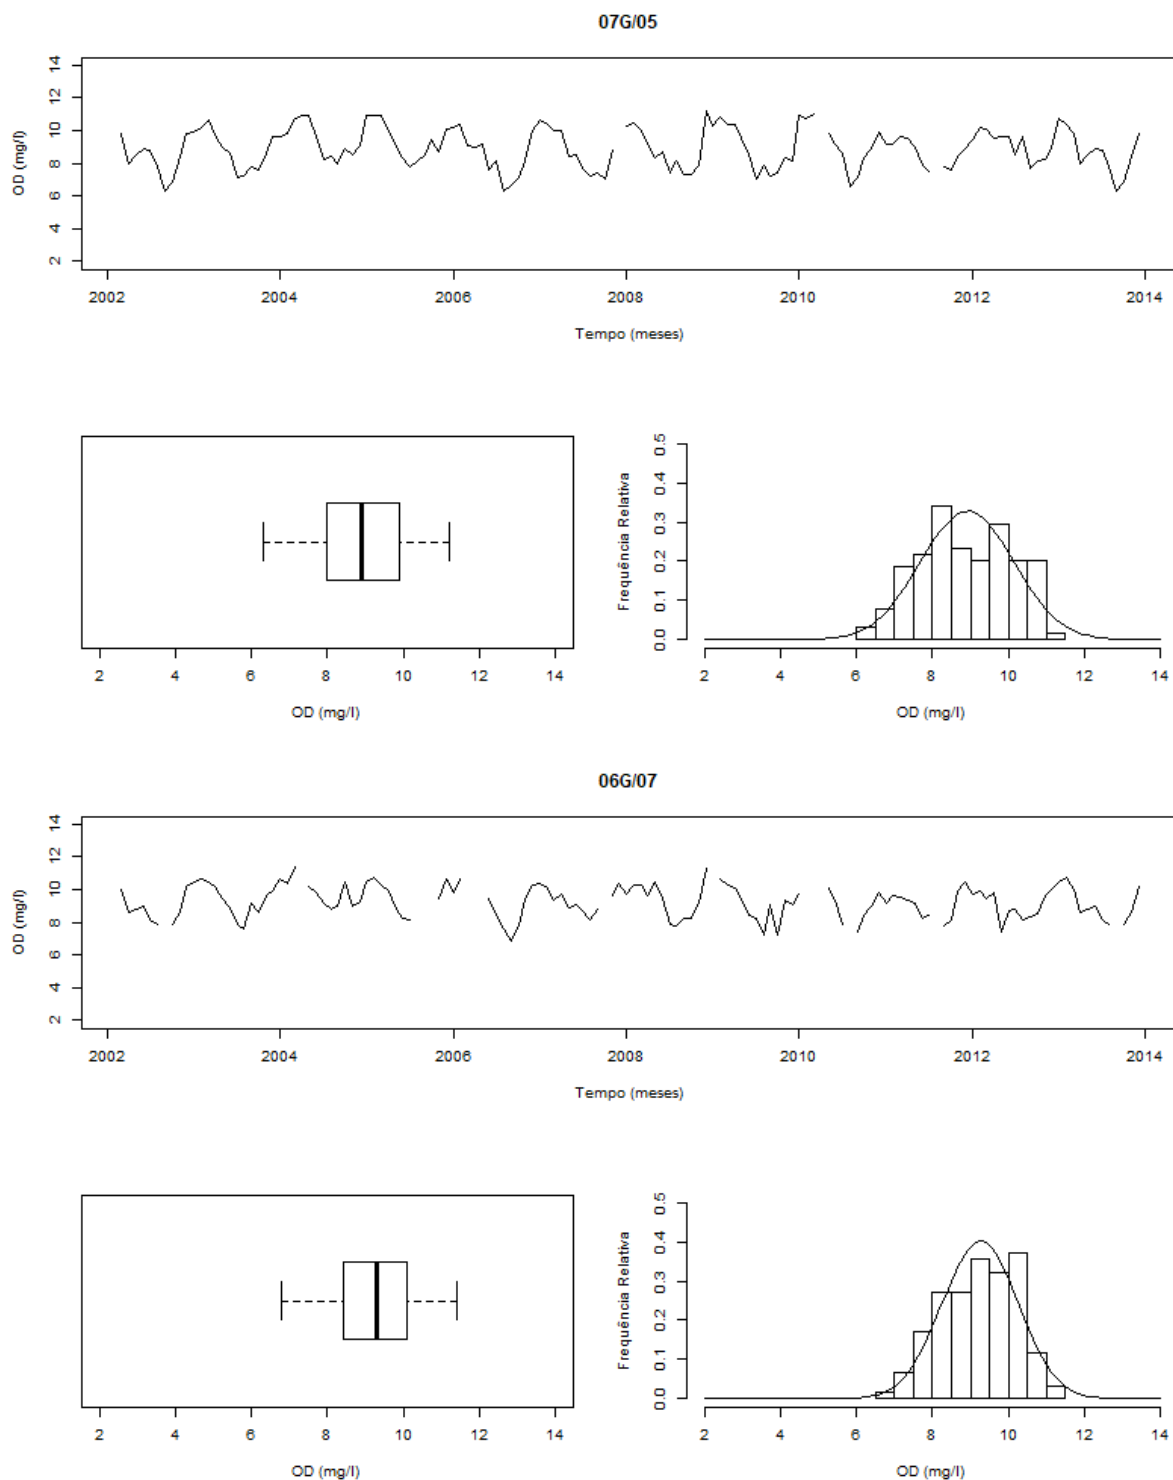 07G/05
OD (mg/l)
14
12
10
8
6
4
2
2002 2004 2006 2008 2010 2012 2014
Tempo (meses)
2 4 6 8 10 12 14
OD (mg/l)
Frequência Relativa
0.5
0.4
0.3
0.2
0.1
0.0
2 4 6 8 10 12 14
OD (mg/l)
06G/07
OD (mg/l)
14
12
10
8
6
4
2
2002 2004 2006 2008 2010 2012 2014
Tempo (meses)
2 4 6 8 10 12 14
OD (mg/l)
Frequência Relativa
0.5
0.4
0.3
0.2
0.1
0.0
2 4 6 8 10 12 14
OD (mg/l)